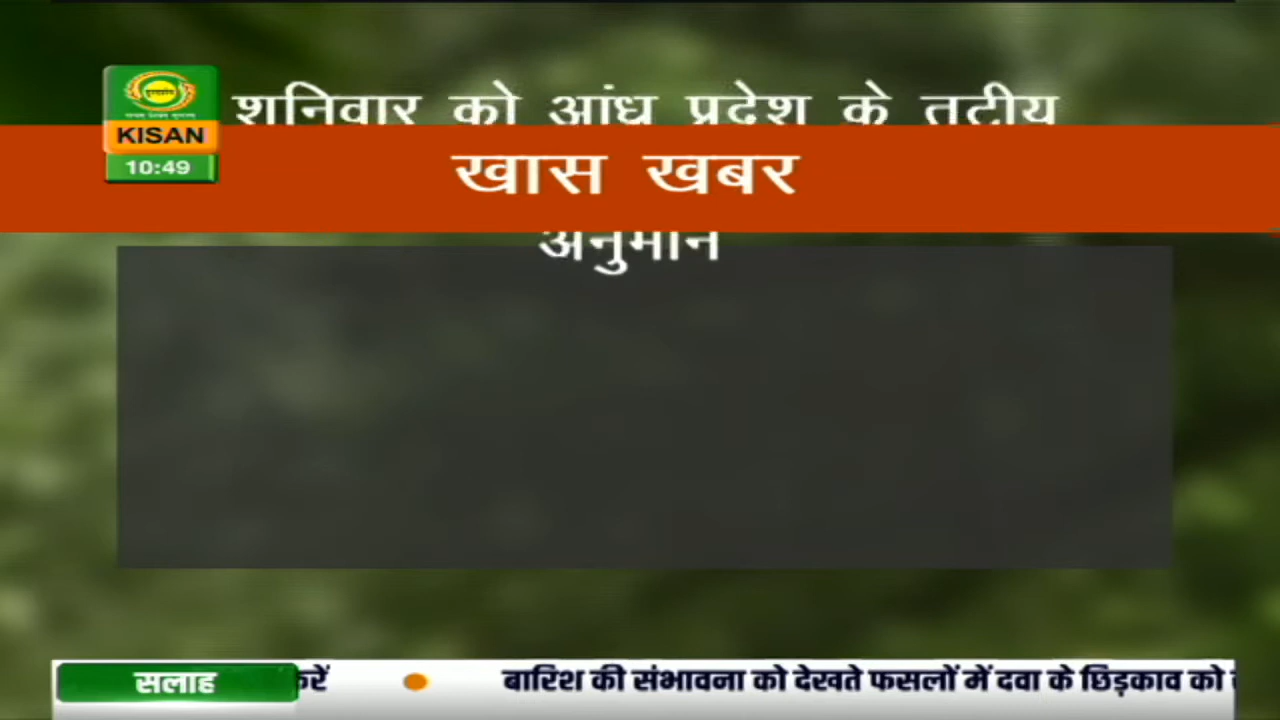 शनिवार को आंध्र प्रदेश के तटीय
KISAN
10:49
खास खबर
अनुमान
सलाह
करें
बारिश की संभावना को देखते फसलों में दवा के छिड़काव को